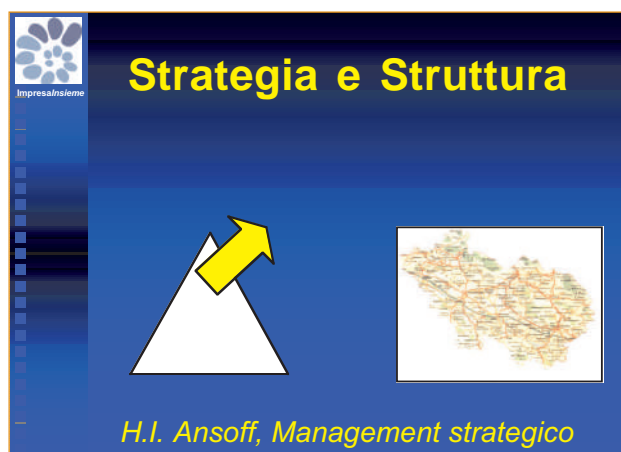 ImpresaInsieme
Strategia e Struttura
H.I. Ansoff, Management strategico